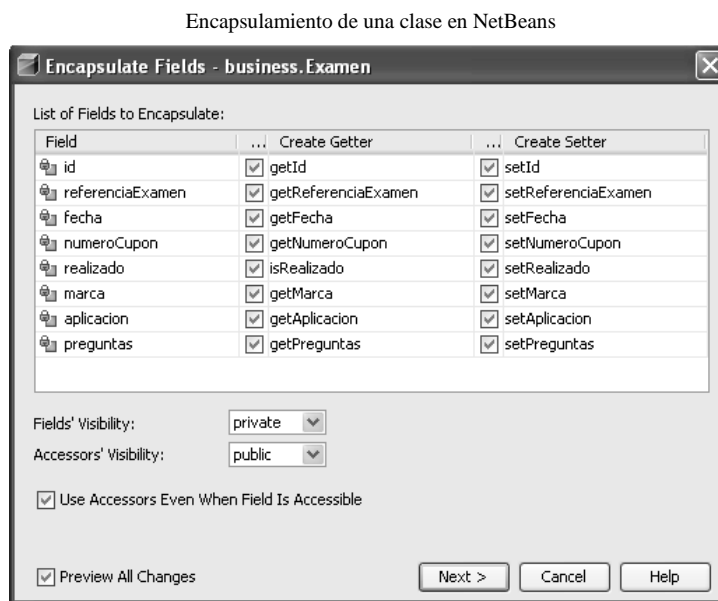 Encapsulamiento de una clase en NetBeans
Encapsulate Fields - business.Examen
List of Fields to Encapsulate:
Field ... Create Getter ... Create Setter
id getId setId
referenciaExamen getReferenciaExamen setReferenciaExamen
fecha getFecha setFecha
numeroCupon getNumeroCupon setNumeroCupon
realizado isRealizado setRealizado
marca getMarca setMarca
aplicacion getAplicacion setAplicacion
preguntas getPreguntas setPreguntas
Fields' Visibility: private
Accessors' Visibility: public
Use Accessors Even When Field Is Accessible
Preview All Changes Next > Cancel Help